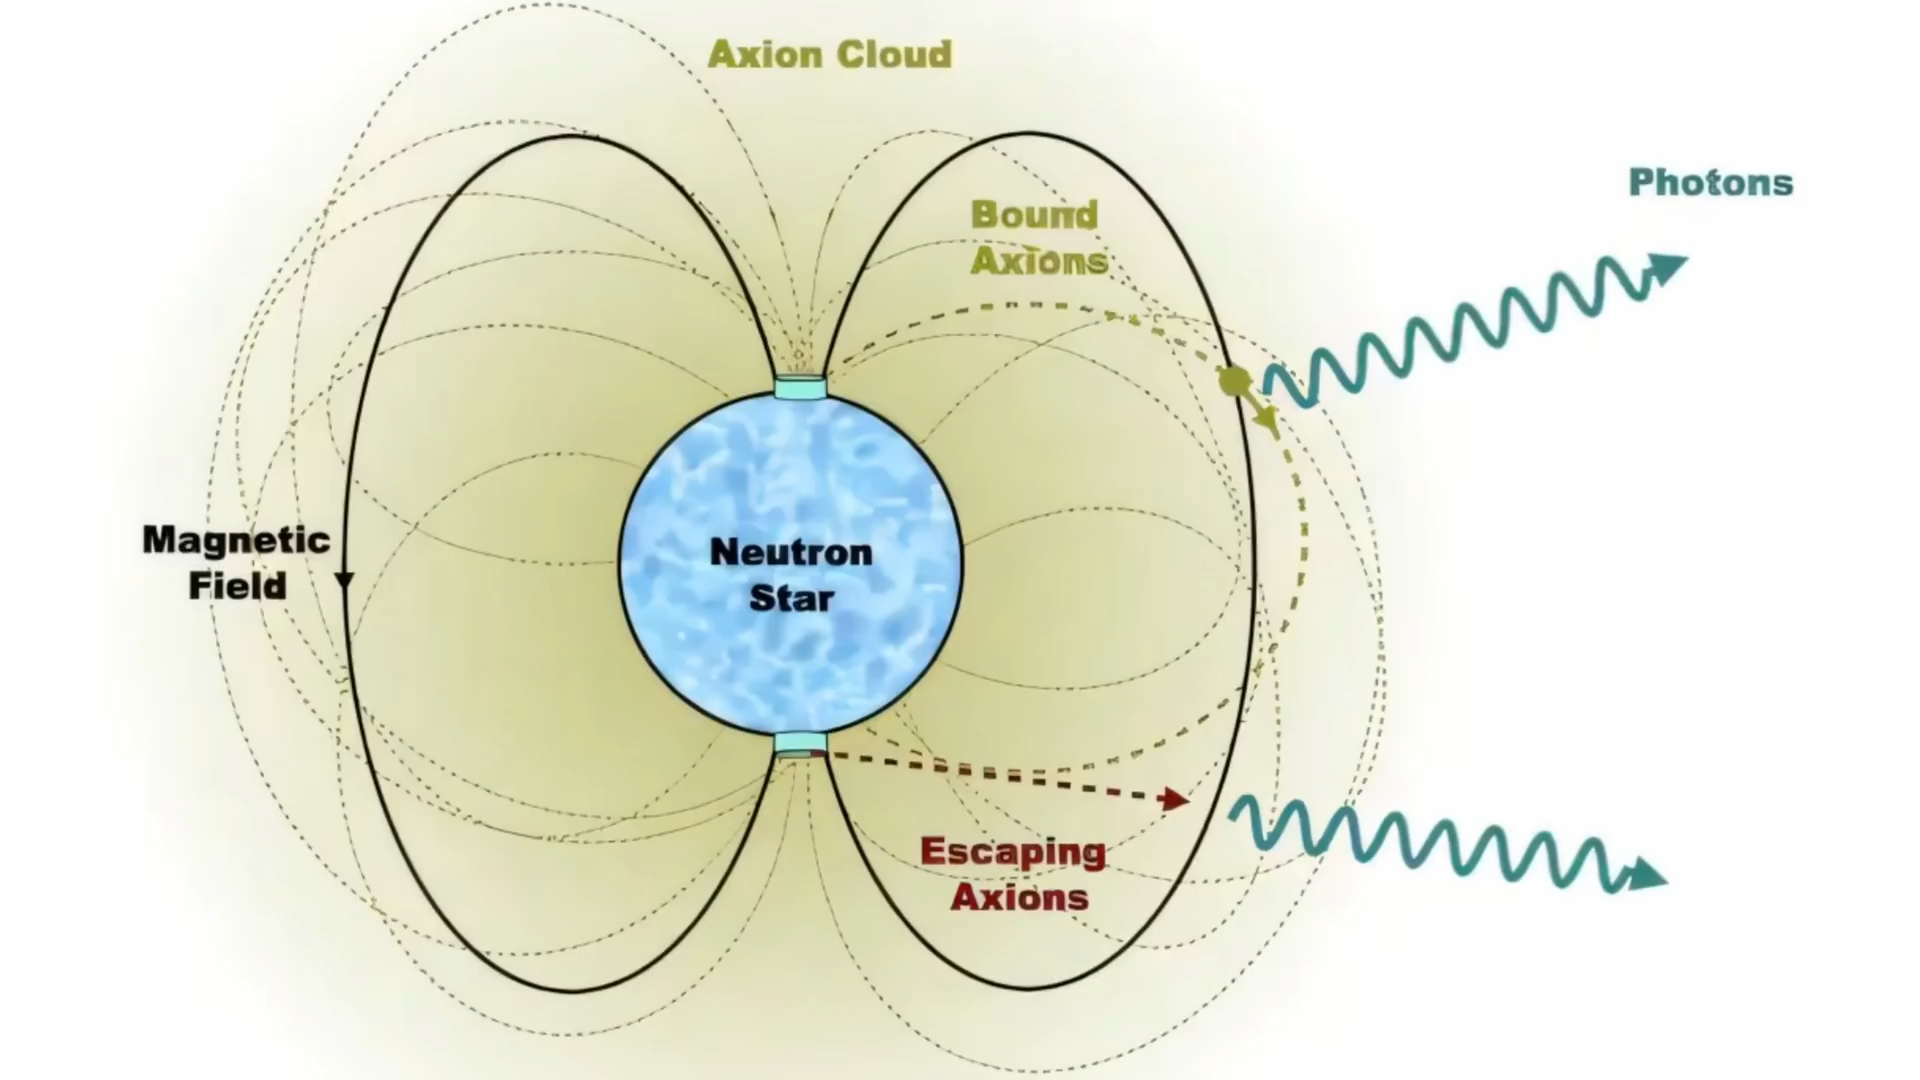 Axion Cloud
Photons
Bound
Axions
Magnetic
Field
Neutron
Star
Escaping
Axions